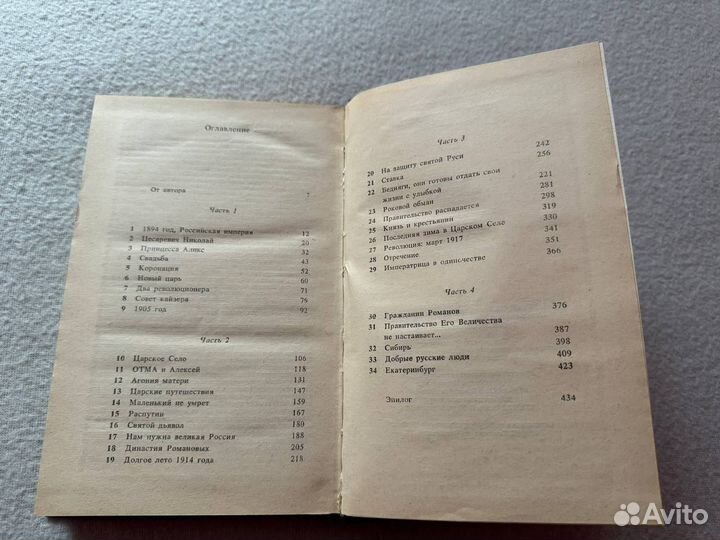 Оглавление
От автора 7
Часть 1
1 1894 год, Российская империя 12
2 Цесаревич Николай 20
3 Принцесса Аликс 32
4 Свадьба 43
5 Коронация 52
6 Новый царь 60
7 Два революционера 71
8 Совет кайзера 79
9 1905 год 92
Часть 2
10 Царское Село 106
11 ОТМА и Алексей 118
12 Агония матери 131
13 Царские путешествия 147
14 Маленький не умрет 159
15 Распутин 167
16 Святой дьявол 180
17 Нам нужна великая Россия 188
18 Династия Романовых 205
19 Долгое лето 1914 года 218
Часть 3
20 На защиту святой Руси 242
21 Ставка 256
22 Бедняги, они готовы отдать свои
жизни с улыбкой 221
23 Роковой обман 281
24 Правительство распадается 298
25 Князь и крестьянин 319
26 Последняя зима в Царском Селе 330
27 Революция: март 1917 341
28 Отречение 351
29 Императрица в одиночестве 366
Часть 4
30 Гражданин Романов 376
31 Правительство Его Величества
не настаивает... 387
32 Сибирь 398
33 Добрые русские люди 409
34 Екатеринбург 423
Эпилог 434
Avito